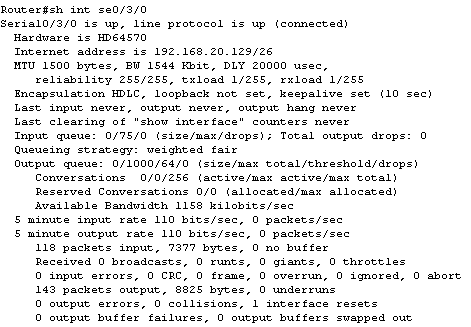 Router#sh int se0/3/0
Serial0/3/0 is up, line protocol is up (connected)
Hardware is HD64570
Internet address is 192.168.20.129/26
MTU 1500 bytes, BW 1544 Kbit, DLY 20000 usec,
reliability 255/255, txload 1/255, rxload 1/255
Encapsulation HDLC, loopback not set, keepalive set (10 sec)
Last input never, output never, output hang never
Last clearing of "show interface" counters never
Input queue: 0/75/0 (size/max/drops); Total output drops: 0
Queueing strategy: weighted fair
Output queue: 0/1000/64/0 (size/max total/threshold/drops)
Conversations 0/0/256 (active/max active/max total)
Reserved Conversations 0/0 (allocated/max allocated)
Available Bandwidth 1158 kilobits/sec
5 minute input rate 110 bits/sec, 0 packets/sec
5 minute output rate 110 bits/sec, 0 packets/sec
118 packets input, 7377 bytes, 0 no buffer
Received 0 broadcasts, 0 runts, 0 giants, 0 throttles
0 input errors, 0 CRC, 0 frame, 0 overrun, 0 ignored, 0 abort
143 packets output, 8825 bytes, 0 underruns
0 output errors, 0 collisions, 1 interface resets
0 output buffer failures, 0 output buffers swapped out